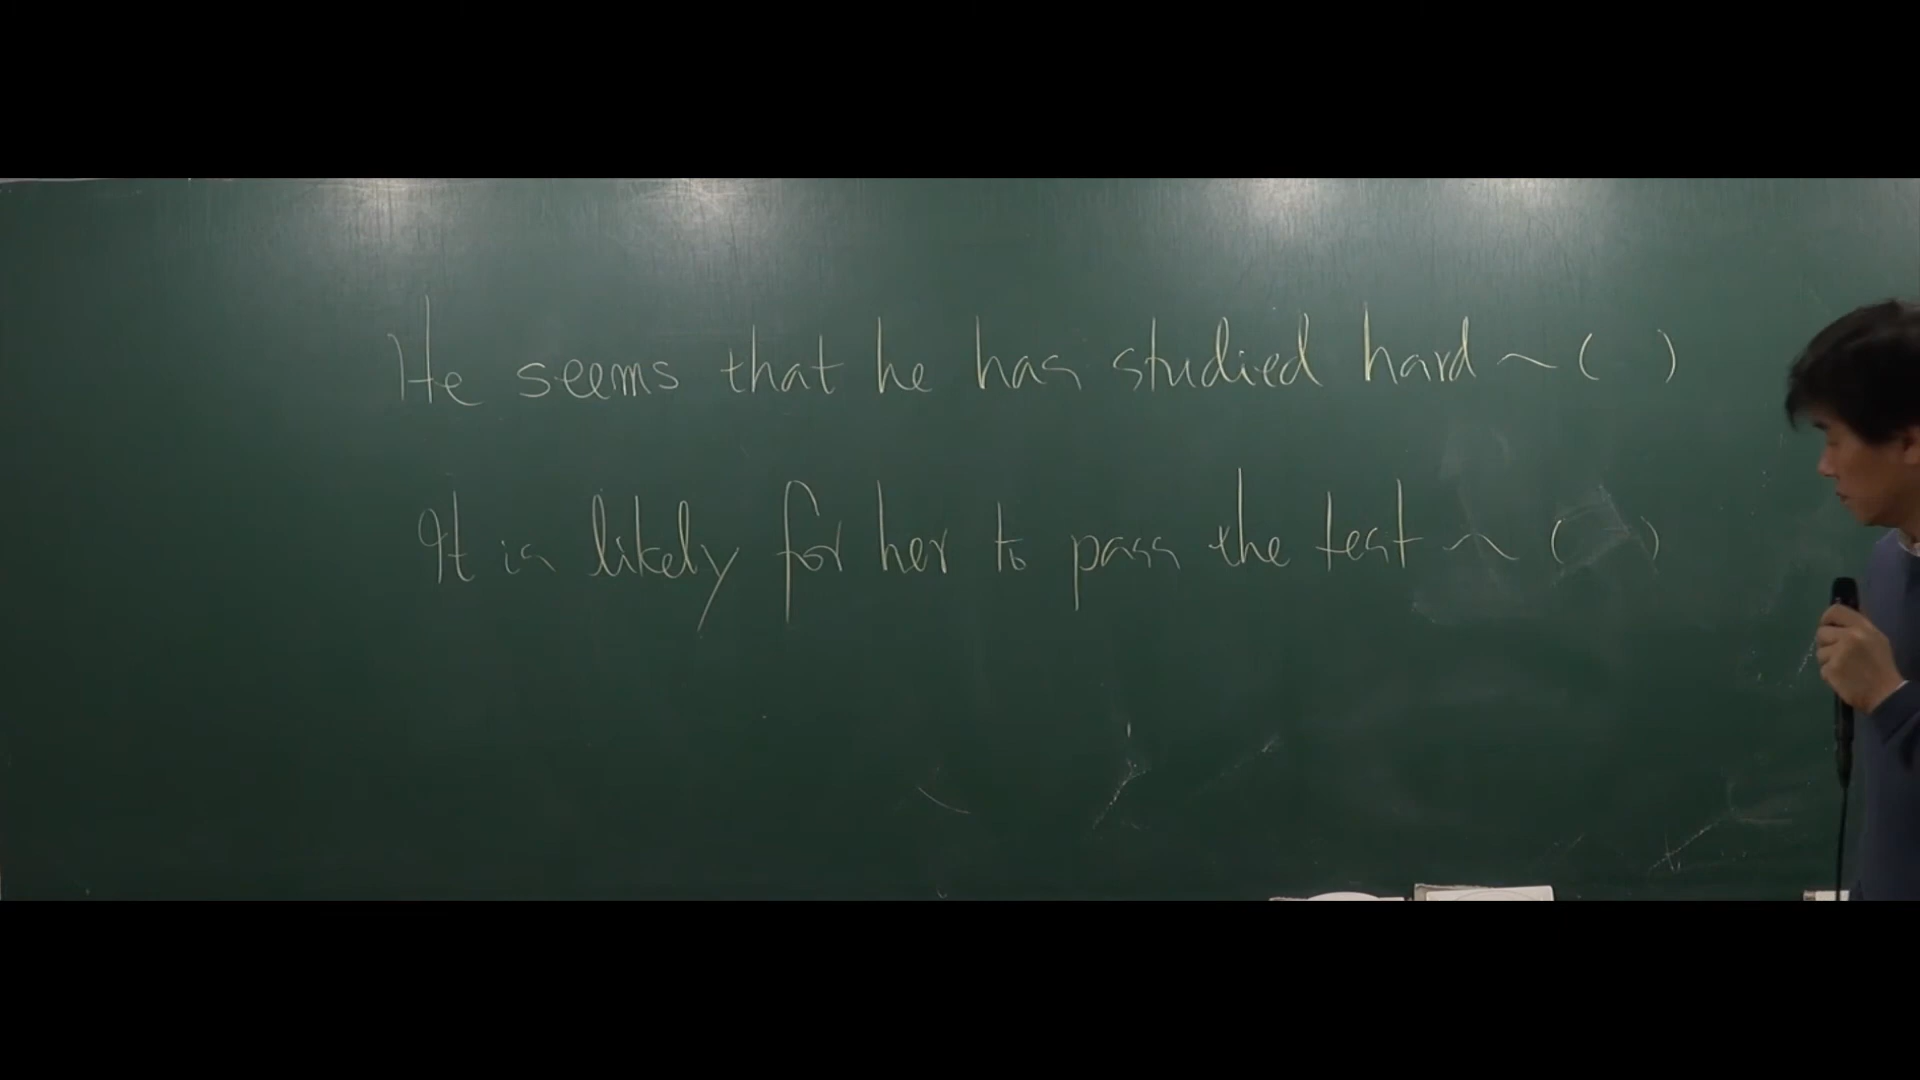 He seems that he has studied hard ~ ( )
It is likely for her to pass the test ~ ( )